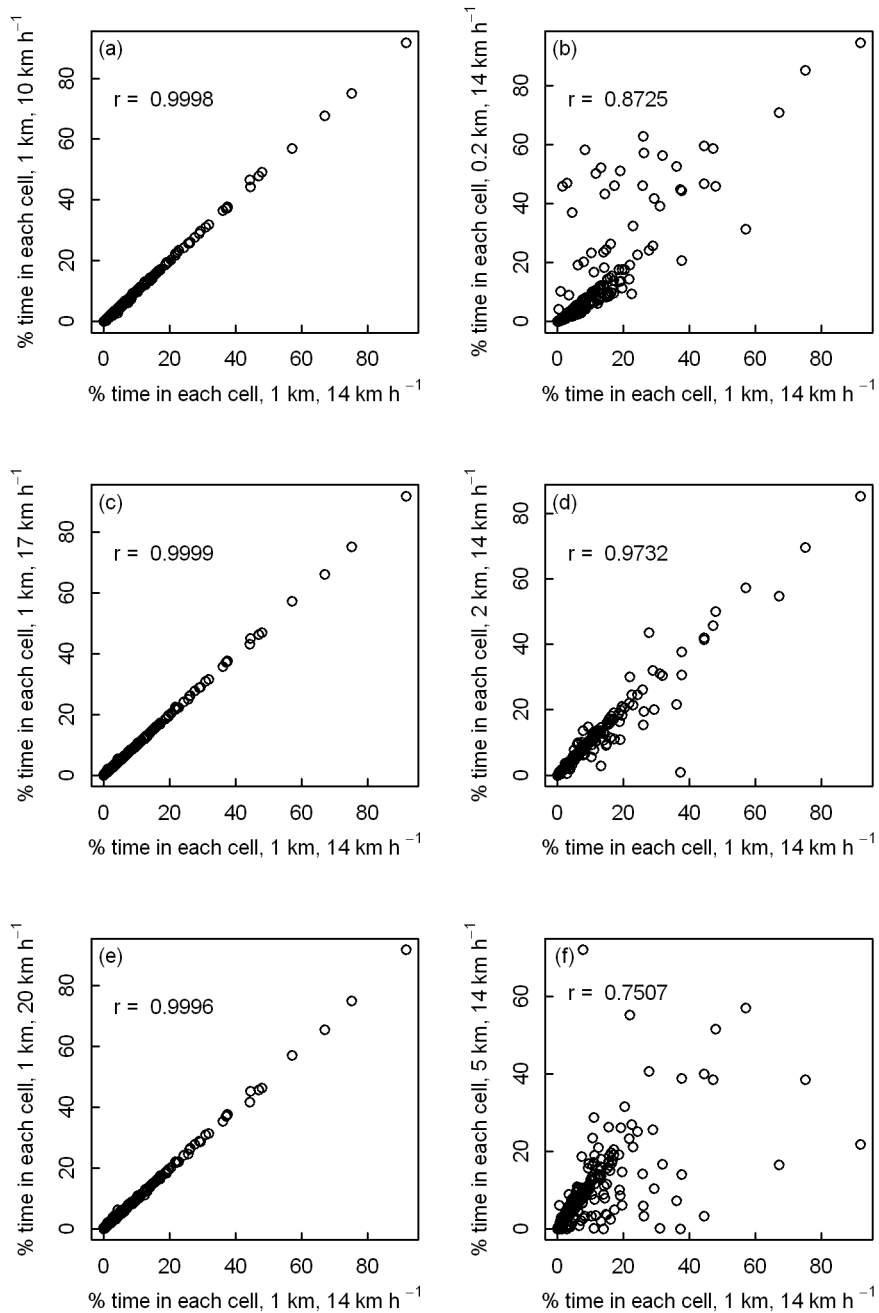 (a)
r = 0.9998
% time in each cell, 1 km, 10 km h⁻¹
80
60
40
20
0
0 20 40 60 80
% time in each cell, 1 km, 14 km h⁻¹
(b)
r = 0.8725
% time in each cell, 0.2 km, 14 km h⁻¹
80
60
40
20
0
0 20 40 60 80
% time in each cell, 1 km, 14 km h⁻¹
(c)
r = 0.9999
% time in each cell, 1 km, 17 km h⁻¹
80
60
40
20
0
0 20 40 60 80
% time in each cell, 1 km, 14 km h⁻¹
(d)
r = 0.9732
% time in each cell, 2 km, 14 km h⁻¹
80
60
40
20
0
0 20 40 60 80
% time in each cell, 1 km, 14 km h⁻¹
(e)
r = 0.9996
% time in each cell, 1 km, 20 km h⁻¹
80
60
40
20
0
0 20 40 60 80
% time in each cell, 1 km, 14 km h⁻¹
(f)
r = 0.7507
% time in each cell, 5 km, 14 km h⁻¹
60
40
20
0
0 20 40 60 80
% time in each cell, 1 km, 14 km h⁻¹